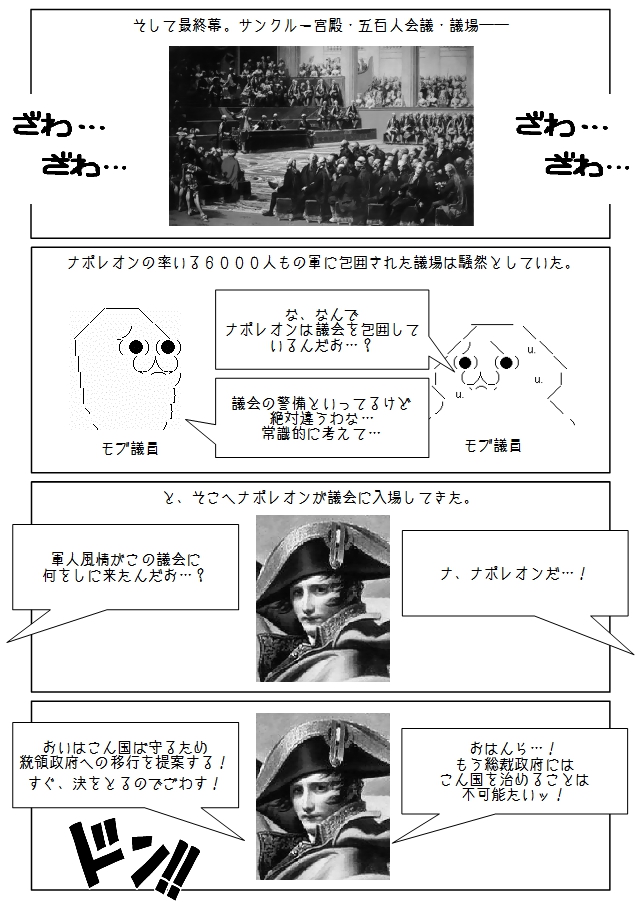 そして最終幕。サンクルー宮殿・五百人会議・議場――
ざわ…
ざわ…
ざわ…
ざわ…
ナポレオンの率いる6000人もの軍に包囲された議場は騒然としていた。
な、なんで
ナポレオンは議会を包囲して
いるんだお…？
u.
u.
u.
議会の警備といってるけど
絶対違うわな…
常識的に考えて…
モブ議員
モブ議員
と、そこへナポレオンが議会に入場してきた。
ナ、ナポレオンだ…！
軍人風情がこの議会に
何をしに来たんだお…？
おはんら…！
もう総裁政府には
こん国を治めることは
不可能たいッ！
おいはこん国ば守るため
統領政府への移行を提案する！
すぐ、決をとるのでごわす！
ドン!!